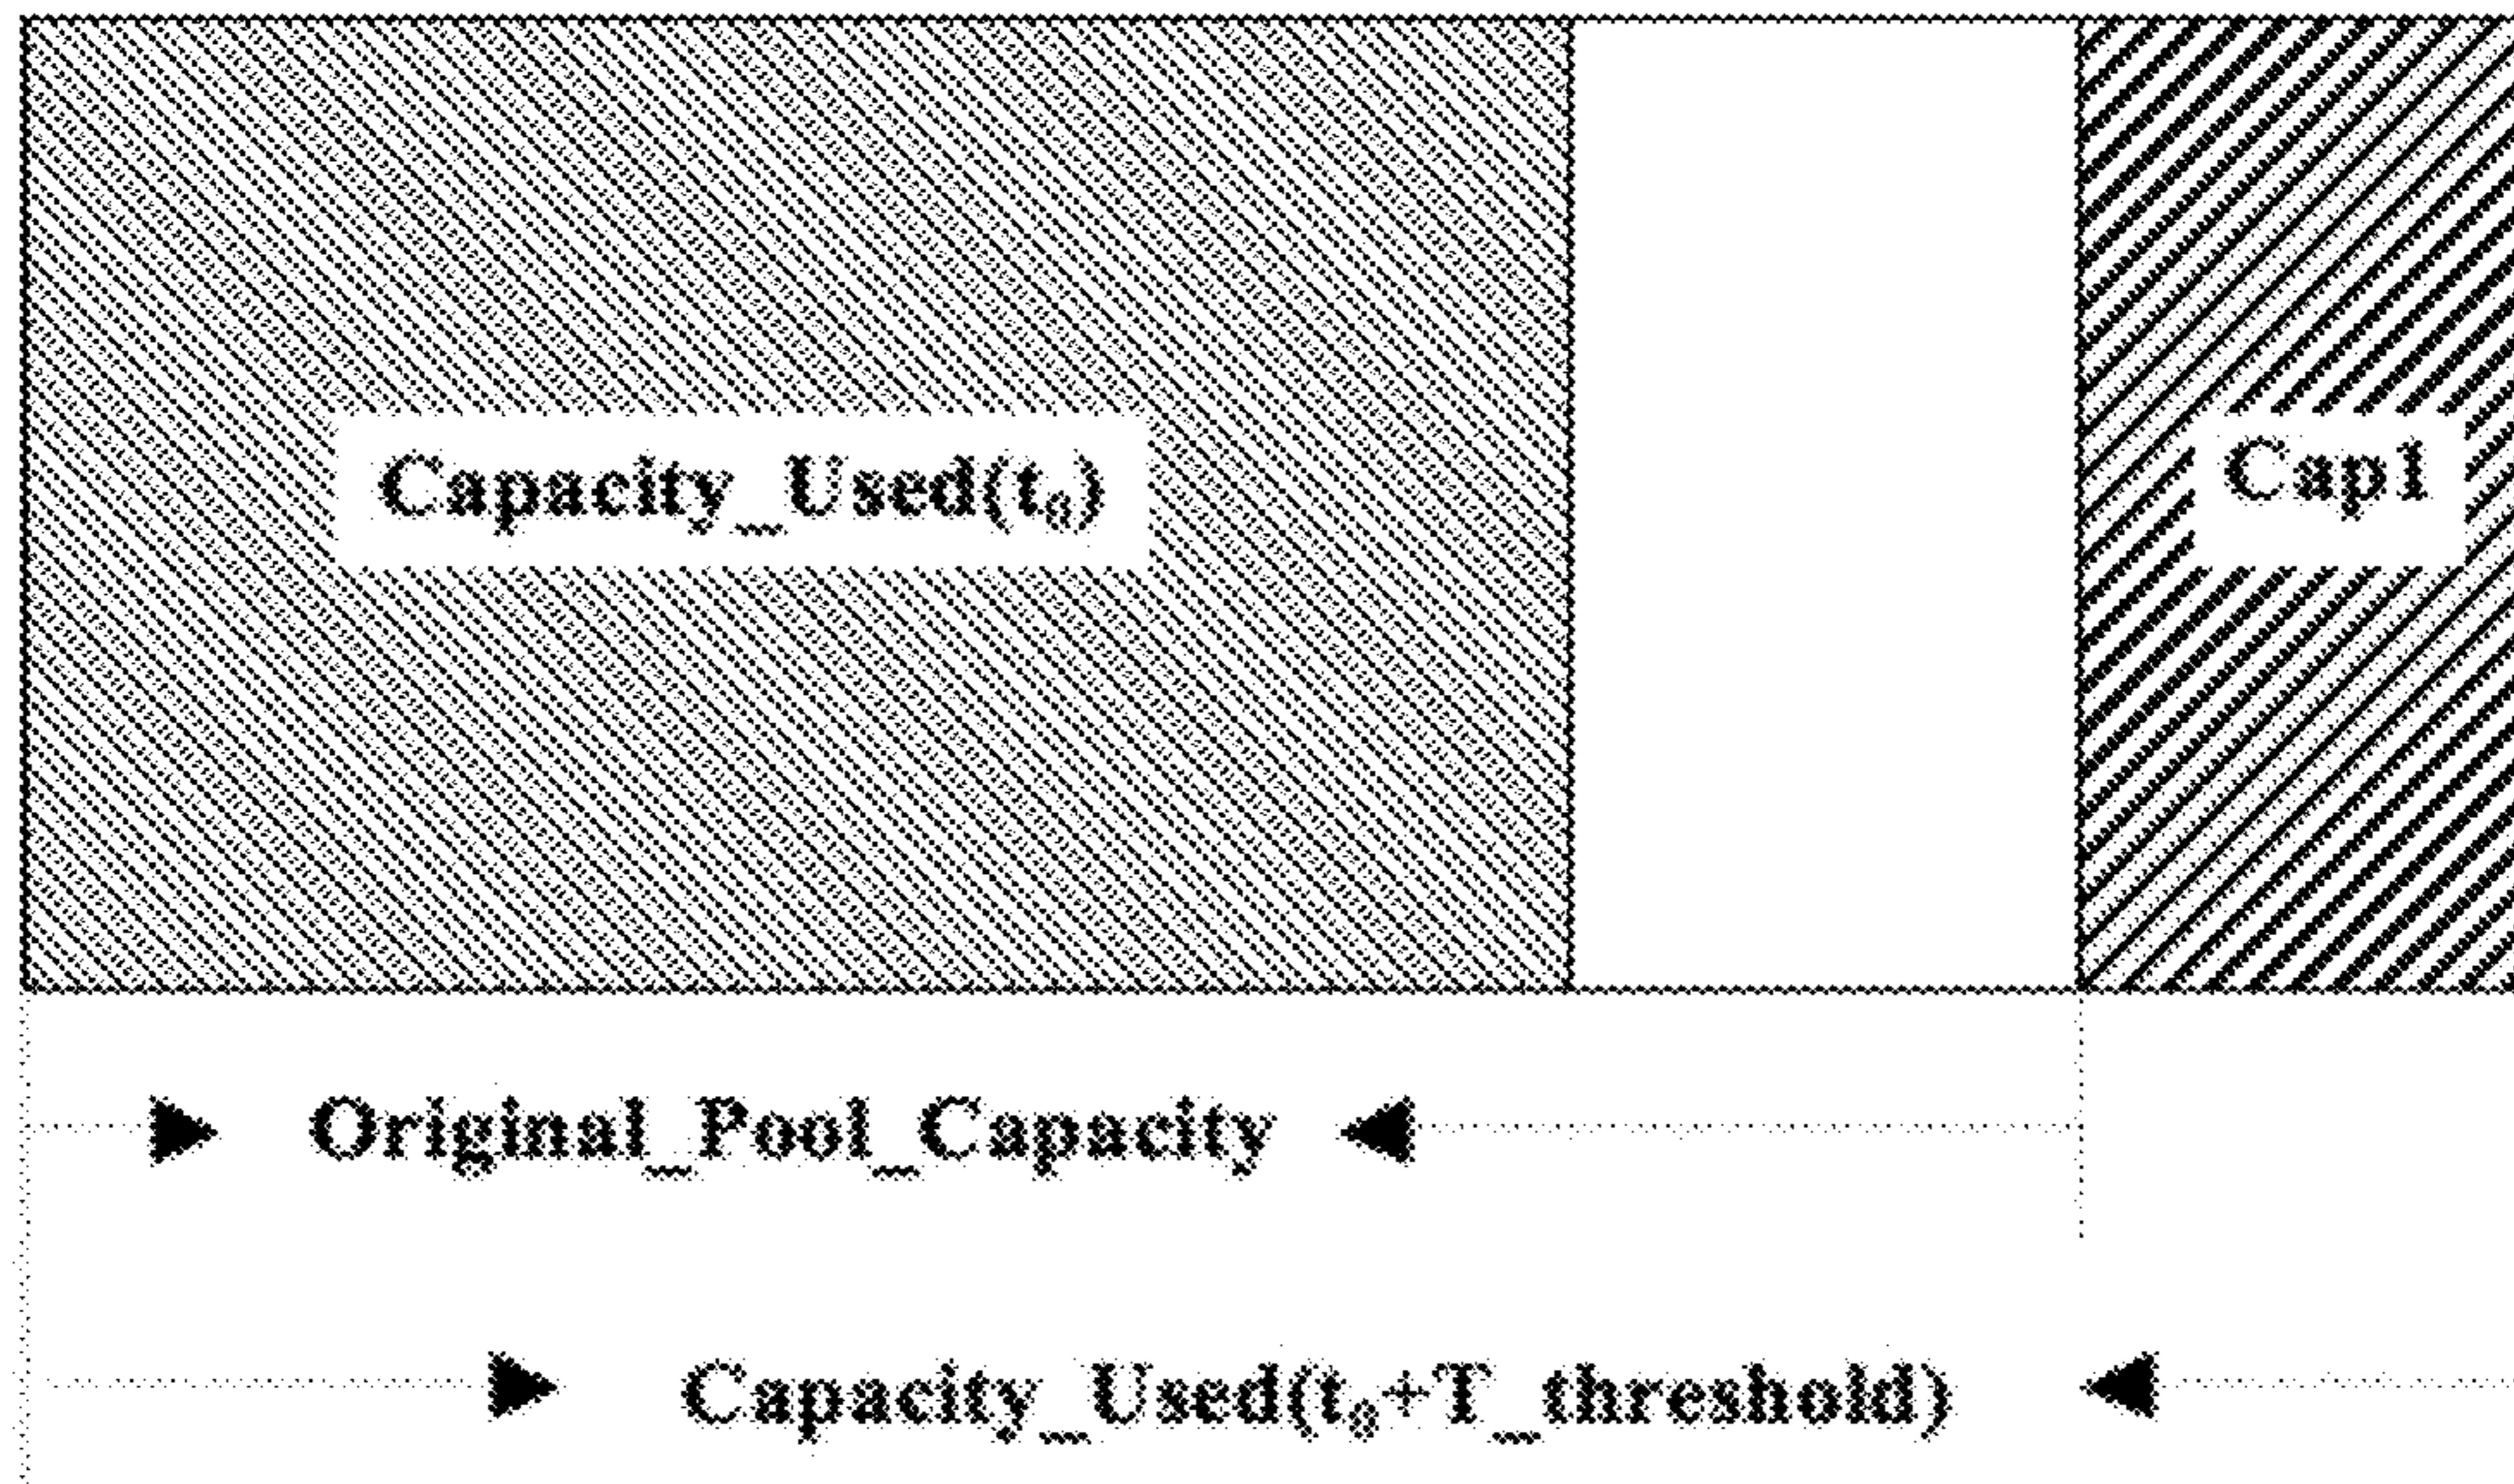 Capacity_Used(t₀)
Cap1
Original_Pool_Capacity
Capacity_Used(t₀+T_threshold)